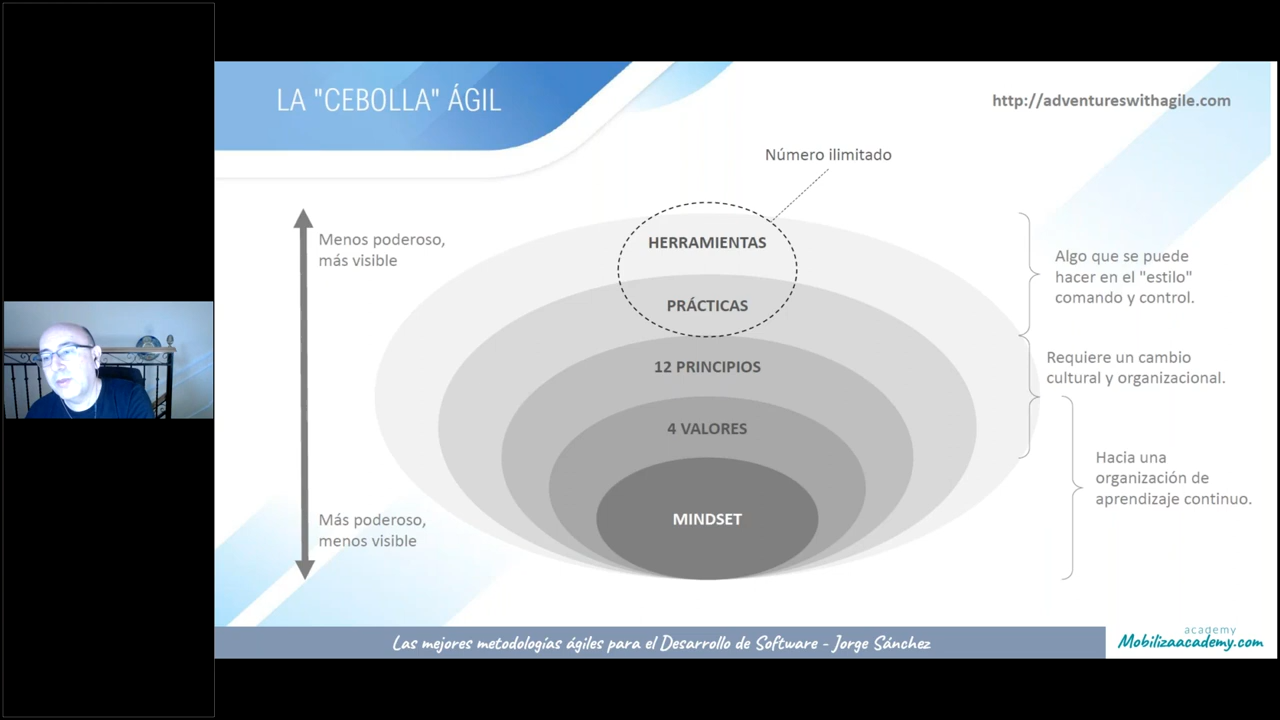 LA "CEBOLLA" ÁGIL
http://adventureswithagile.com
Número ilimitado
Menos poderoso,
más visible
HERRAMIENTAS
PRÁCTICAS
12 PRINCIPIOS
4 VALORES
MINDSET
Más poderoso,
menos visible
Algo que se puede
hacer en el "estilo"
comando y control.
Requiere un cambio
cultural y organizacional.
Hacia una
organización de
aprendizaje continuo.
Las mejores metodologías ágiles para el Desarrollo de Software - Jorge Sánchez
academy
Mobilizaacademy.com